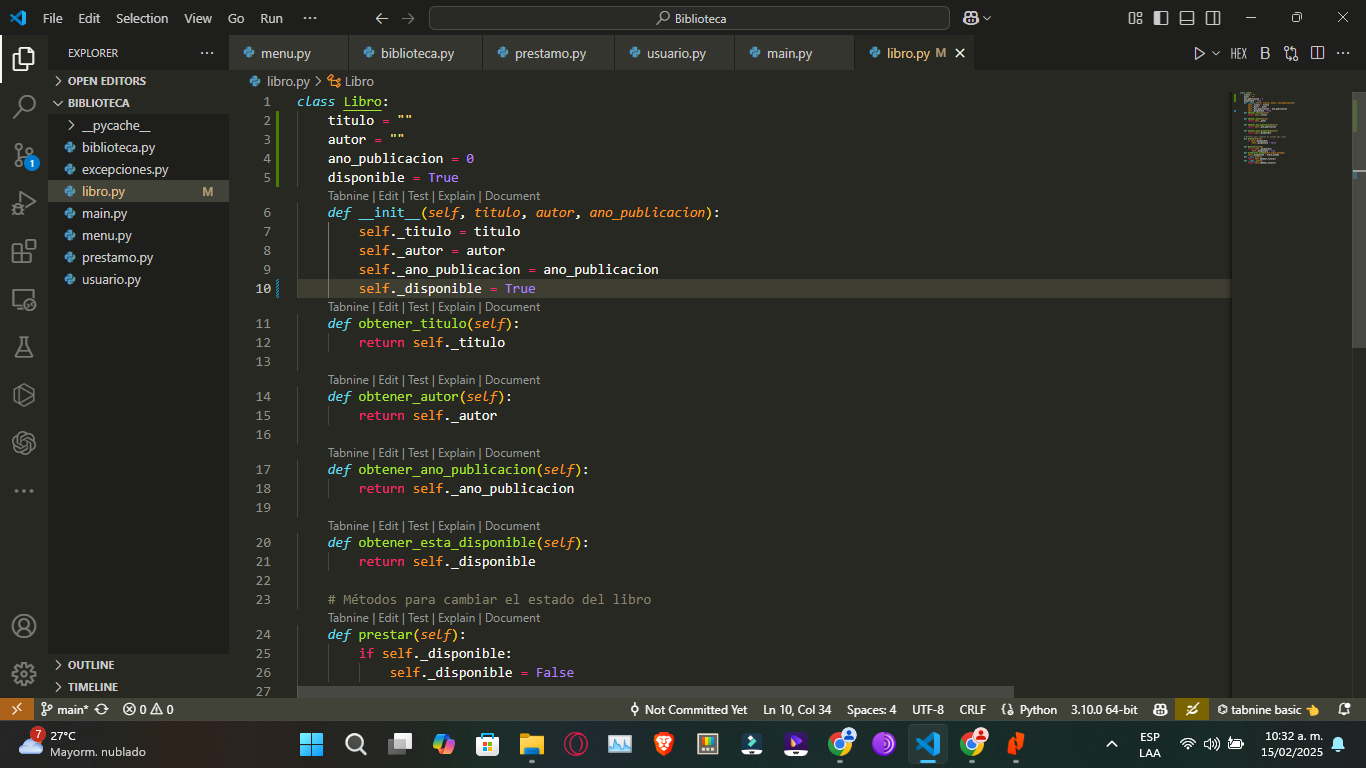 File Edit Selection View Go Run ··· Biblioteca
EXPLORER ···
OPEN EDITORS
BIBLIOTECA
__pycache__
biblioteca.py
excepciones.py
libro.py M
main.py
menu.py
prestamo.py
usuario.py
OUTLINE
TIMELINE
1
menu.py biblioteca.py prestamo.py usuario.py main.py libro.py M
HEX B
libro.py > Libro
1 class Libro:
2 titulo = ""
3 autor = ""
4 ano_publicacion = 0
5 disponible = True
Tabnine | Edit | Test | Explain | Document
6 def __init__(self, titulo, autor, ano_publicacion):
7 self._titulo = titulo
8 self._autor = autor
9 self._ano_publicacion = ano_publicacion
10 self._disponible = True
Tabnine | Edit | Test | Explain | Document
11 def obtener_titulo(self):
12 return self._titulo
13
Tabnine | Edit | Test | Explain | Document
14 def obtener_autor(self):
15 return self._autor
16
Tabnine | Edit | Test | Explain | Document
17 def obtener_ano_publicacion(self):
18 return self._ano_publicacion
19
Tabnine | Edit | Test | Explain | Document
20 def obtener_esta_disponible(self):
21 return self._disponible
22
23 # Métodos para cambiar el estado del libro
Tabnine | Edit | Test | Explain | Document
24 def prestar(self):
25 if self._disponible:
26 self._disponible = False
27
main* 0 0 Not Committed Yet Ln 10, Col 34 Spaces: 4 UTF-8 CRLF Python 3.10.0 64-bit tabnine basic
7 27°C
Mayorm. nublado
ESP
LAA
10:32 a. m.
15/02/2025